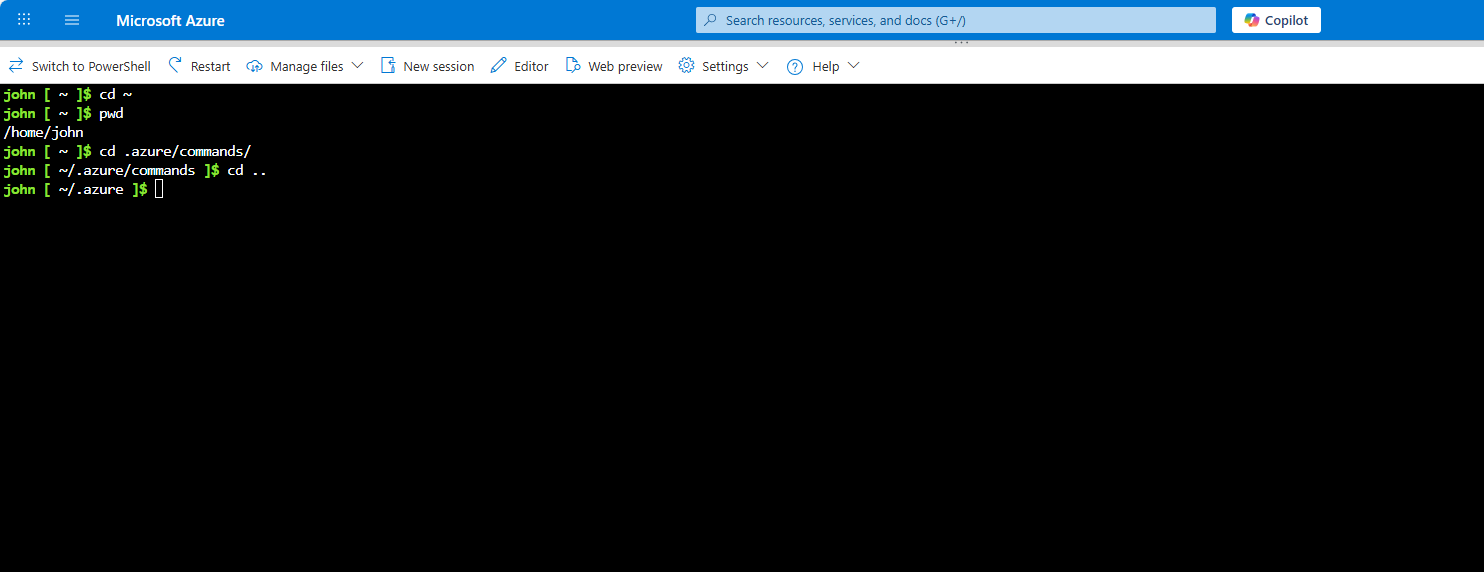 Microsoft Azure
Search resources, services, and docs (G+/)
Copilot
Switch to PowerShell
Restart
Manage files
New session
Editor
Web preview
Settings
Help
john [ ~ ]$ cd ~
john [ ~ ]$ pwd
/home/john
john [ ~ ]$ cd .azure/commands/
john [ ~/.azure/commands ]$ cd ..
john [ ~/.azure ]$